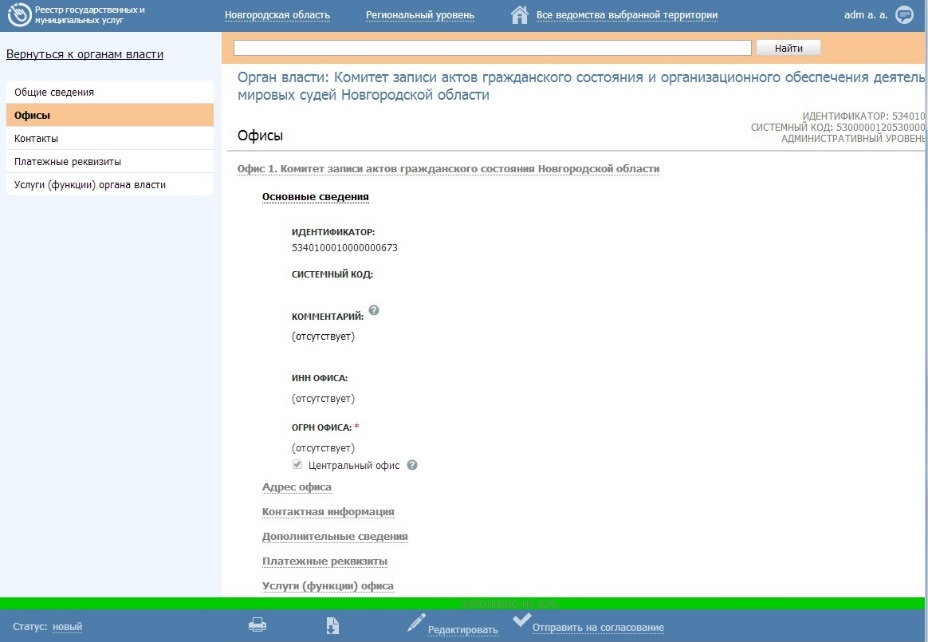 Реестр государственных и
муниципальных услуг
Новгородская область
Региональный уровень
Все ведомства выбранной территории
adm a. a.
Вернуться к органам власти
Найти
Общие сведения
Офисы
Контакты
Платежные реквизиты
Услуги (функции) органа власти
Орган власти: Комитет записи актов гражданского состояния и организационного обеспечения деятель
мировых судей Новгородской области
ИДЕНТИФИКАТОР: 534010
СИСТЕМНЫЙ КОД: 5300000120530000
АДМИНИСТРАТИВНЫЙ УРОВЕНЬ
Офисы
Офис 1. Комитет записи актов гражданского состояния Новгородской области
Основные сведения
ИДЕНТИФИКАТОР:
5340100010000000673
СИСТЕМНЫЙ КОД:
КОММЕНТАРИЙ: ?
(отсутствует)
ИНН ОФИСА:
(отсутствует)
ОГРН ОФИСА: *
(отсутствует)
Центральный офис ?
Адрес офиса
Контактная информация
Дополнительные сведения
Платежные реквизиты
Услуги (функции) офиса
Статус: новый
Редактировать
Отправить на согласование